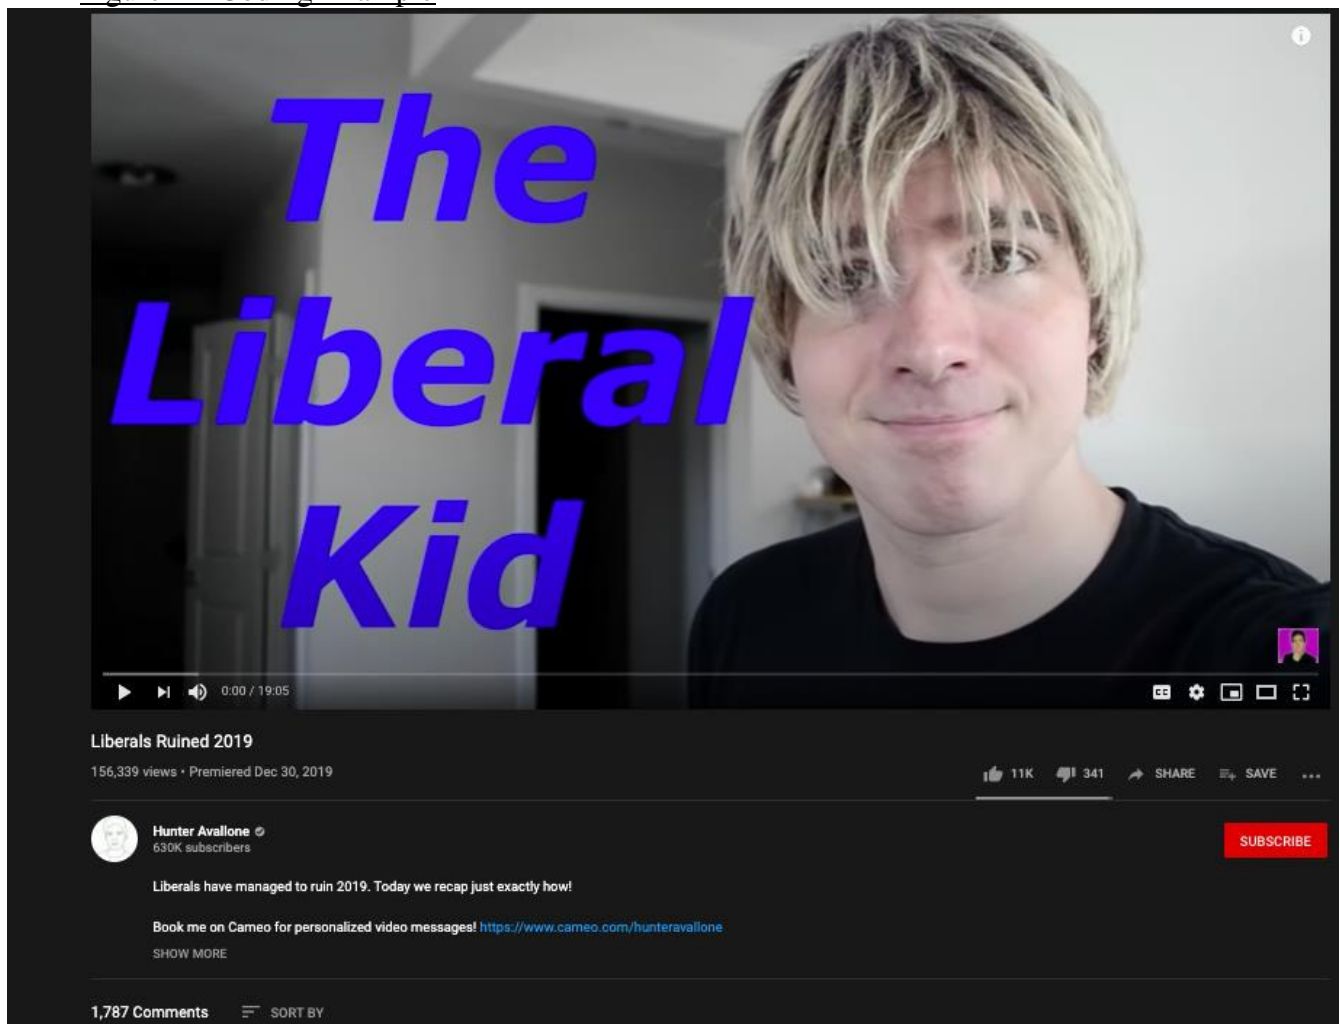 The
Liberal
Kid
0:00 / 19:05
CC
Liberals Ruined 2019
156,339 views • Premiered Dec 30, 2019
11K 341 SHARE SAVE
Hunter Avallone
630K subscribers
SUBSCRIBE
Liberals have managed to ruin 2019. Today we recap just exactly how!
Book me on Cameo for personalized video messages! https://www.cameo.com/hunteravallone
SHOW MORE
1,787 Comments SORT BY